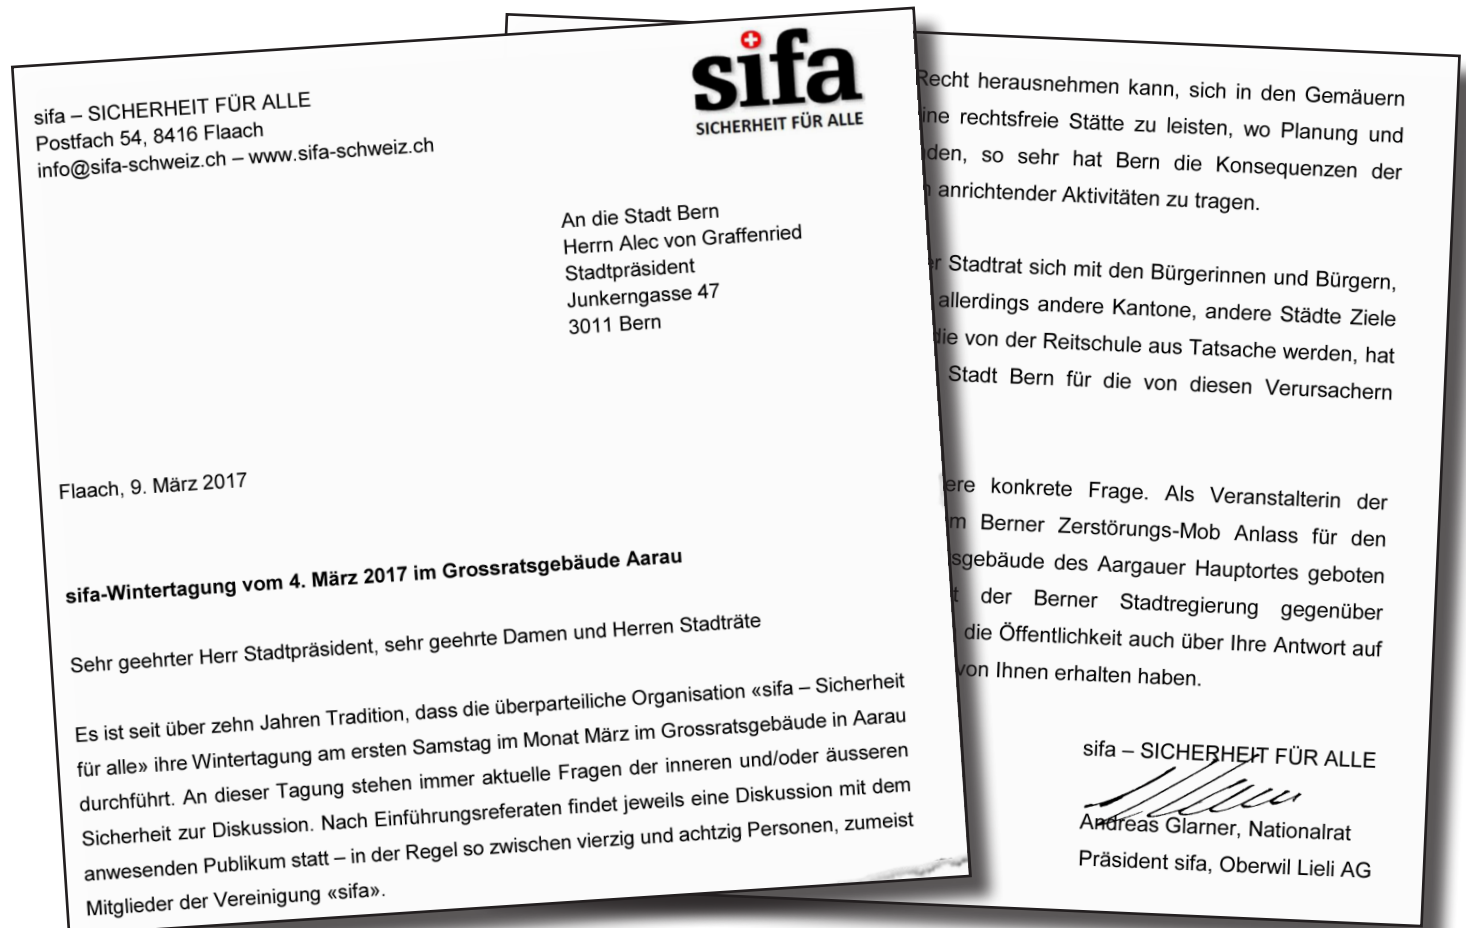 sifa – SICHERHEIT FÜR ALLE
Postfach 54, 8416 Flaach
info@sifa-schweiz.ch – www.sifa-schweiz.ch
sifa
SICHERHEIT FÜR ALLE
An die Stadt Bern
Herrn Alec von Graffenried
Stadtpräsident
Junkerngasse 47
3011 Bern
Flaach, 9. März 2017
sifa-Wintertagung vom 4. März 2017 im Grossratsgebäude Aarau
Sehr geehrter Herr Stadtpräsident, sehr geehrte Damen und Herren Stadträte
Es ist seit über zehn Jahren Tradition, dass die überparteiliche Organisation «sifa – Sicherheit
für alle» ihre Wintertagung am ersten Samstag im Monat März im Grossratsgebäude in Aarau
durchführt. An dieser Tagung stehen immer aktuelle Fragen der inneren und/oder äusseren
Sicherheit zur Diskussion. Nach Einführungsreferaten findet jeweils eine Diskussion mit dem
anwesenden Publikum statt – in der Regel so zwischen vierzig und achtzig Personen, zumeist
Mitglieder der Vereinigung «sifa».
Recht herausnehmen kann, sich in den Gemäuern
ine rechtsfreie Stätte zu leisten, wo Planung und
den, so sehr hat Bern die Konsequenzen der
anrichtender Aktivitäten zu tragen.
r Stadtrat sich mit den Bürgerinnen und Bürgern,
allerdings andere Kantone, andere Städte Ziele
die von der Reitschule aus Tatsache werden, hat
Stadt Bern für die von diesen Verursachern
ere konkrete Frage. Als Veranstalterin der
m Berner Zerstörungs-Mob Anlass für den
sgebäude des Aargauer Hauptortes geboten
t der Berner Stadtregierung gegenüber
die Öffentlichkeit auch über Ihre Antwort auf
von Ihnen erhalten haben.
sifa – SICHERHEIT FÜR ALLE
Andreas Glarner, Nationalrat
Präsident sifa, Oberwil Lieli AG